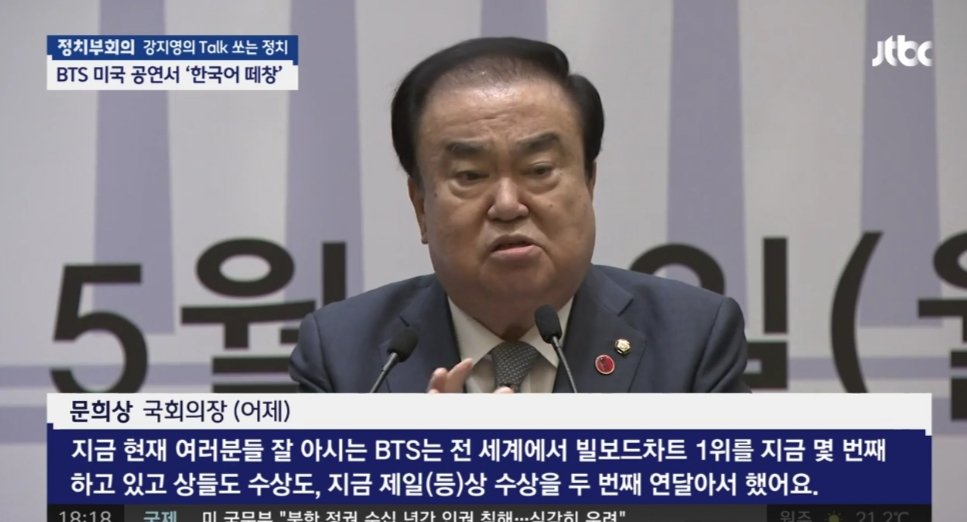 정치부회의 강지영의 Talk 쏘는 정치
BTS 미국 공연서 ‘한국어 떼창’
jtbc
5월
일(
문희상 국회의장 (어제)
지금 현재 여러분들 잘 아시는 BTS는 전 세계에서 빌보드차트 1위를 지금 몇 번째
하고 있고 상들도 수상도, 지금 제일(등)상 수상을 두 번째 연달아서 했어요.
18:18 국제 미 국무부 "북한 정권 수십 년간 인권 침해…심각히 우려" 원주 21.2℃